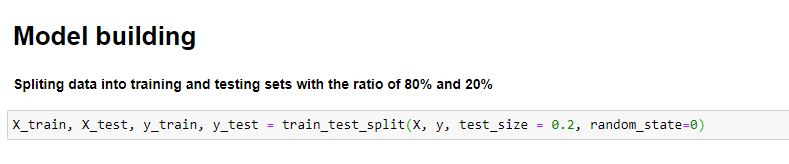 Model building
Spliting data into training and testing sets with the ratio of 80% and 20%
X_train, X_test, y_train, y_test = train_test_split(X, y, test_size = 0.2, random_state=0)